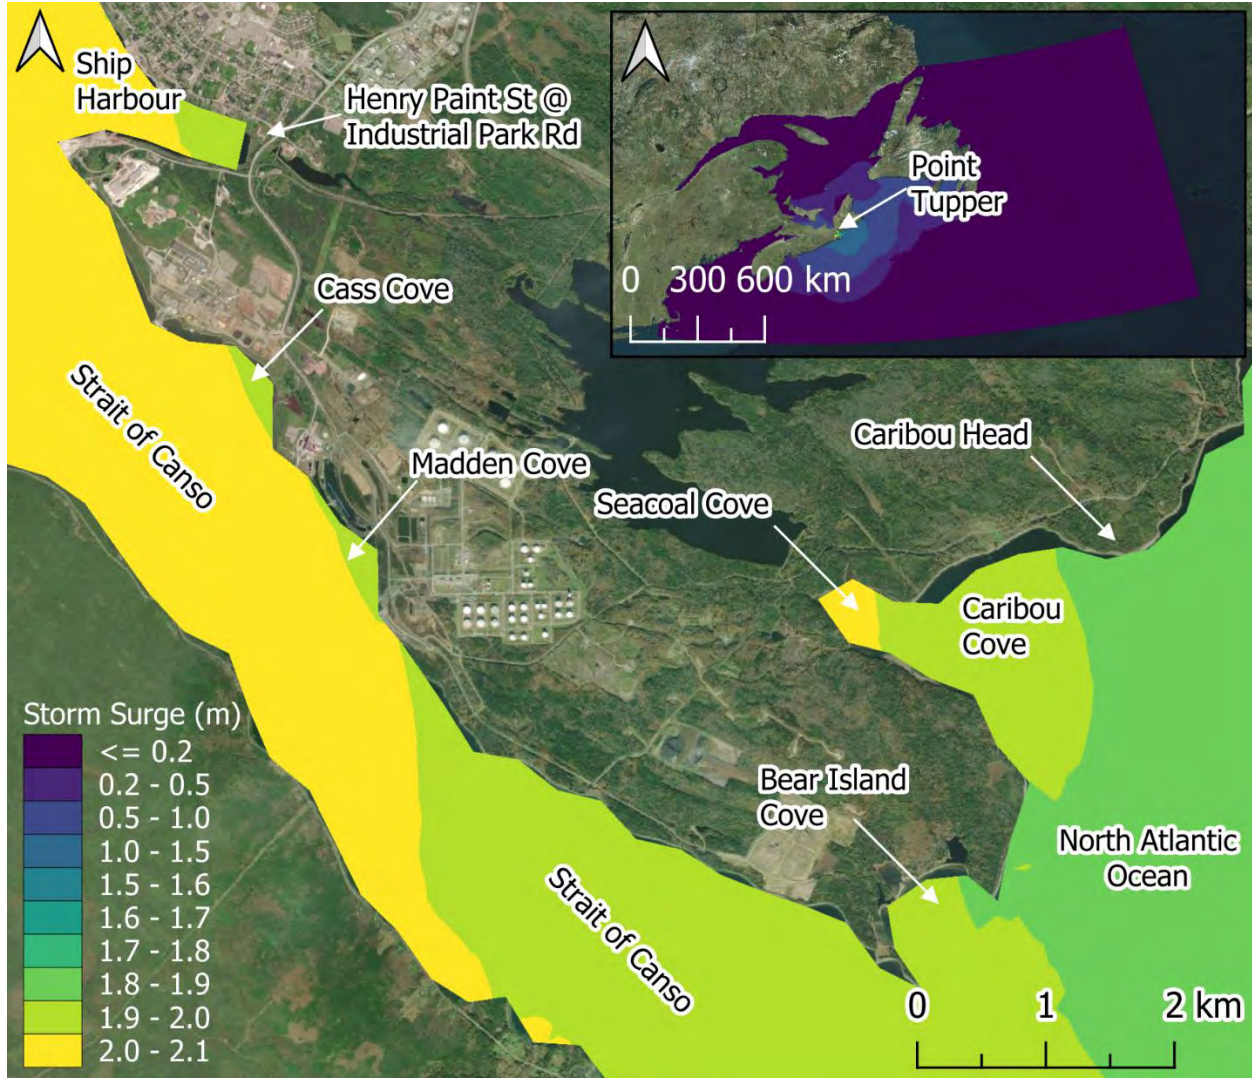 Ship
Harbour
Henry Paint St @
Industrial Park Rd
Point
Tupper
0 300 600 km
Cass Cove
Strait of Canso
Madden Cove
Caribou Head
Seacoal Cove
Caribou
Cove
Storm Surge (m)
<= 0.2
0.2 - 0.5
0.5 - 1.0
1.0 - 1.5
1.5 - 1.6
1.6 - 1.7
1.7 - 1.8
1.8 - 1.9
1.9 - 2.0
2.0 - 2.1
Bear Island
Cove
North Atlantic
Ocean
Strait of Canso
0 1 2 km